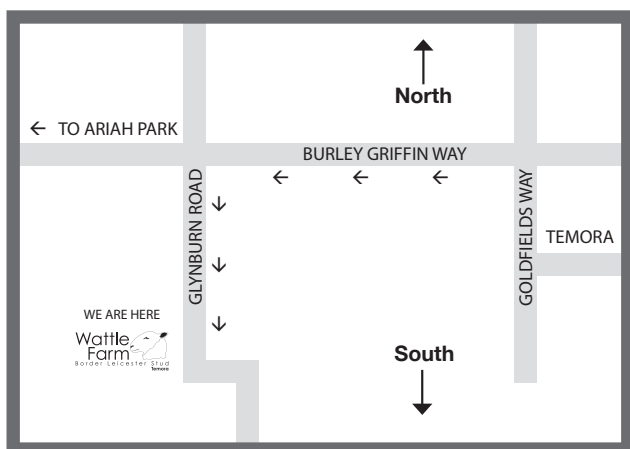 North
← TO ARIAH PARK
BURLEY GRIFFIN WAY
GLYNBURN ROAD
GOLDFIELDS WAY
TEMORA
WE ARE HERE
Wattle
Farm
Border Leicester Stud
Temora
South